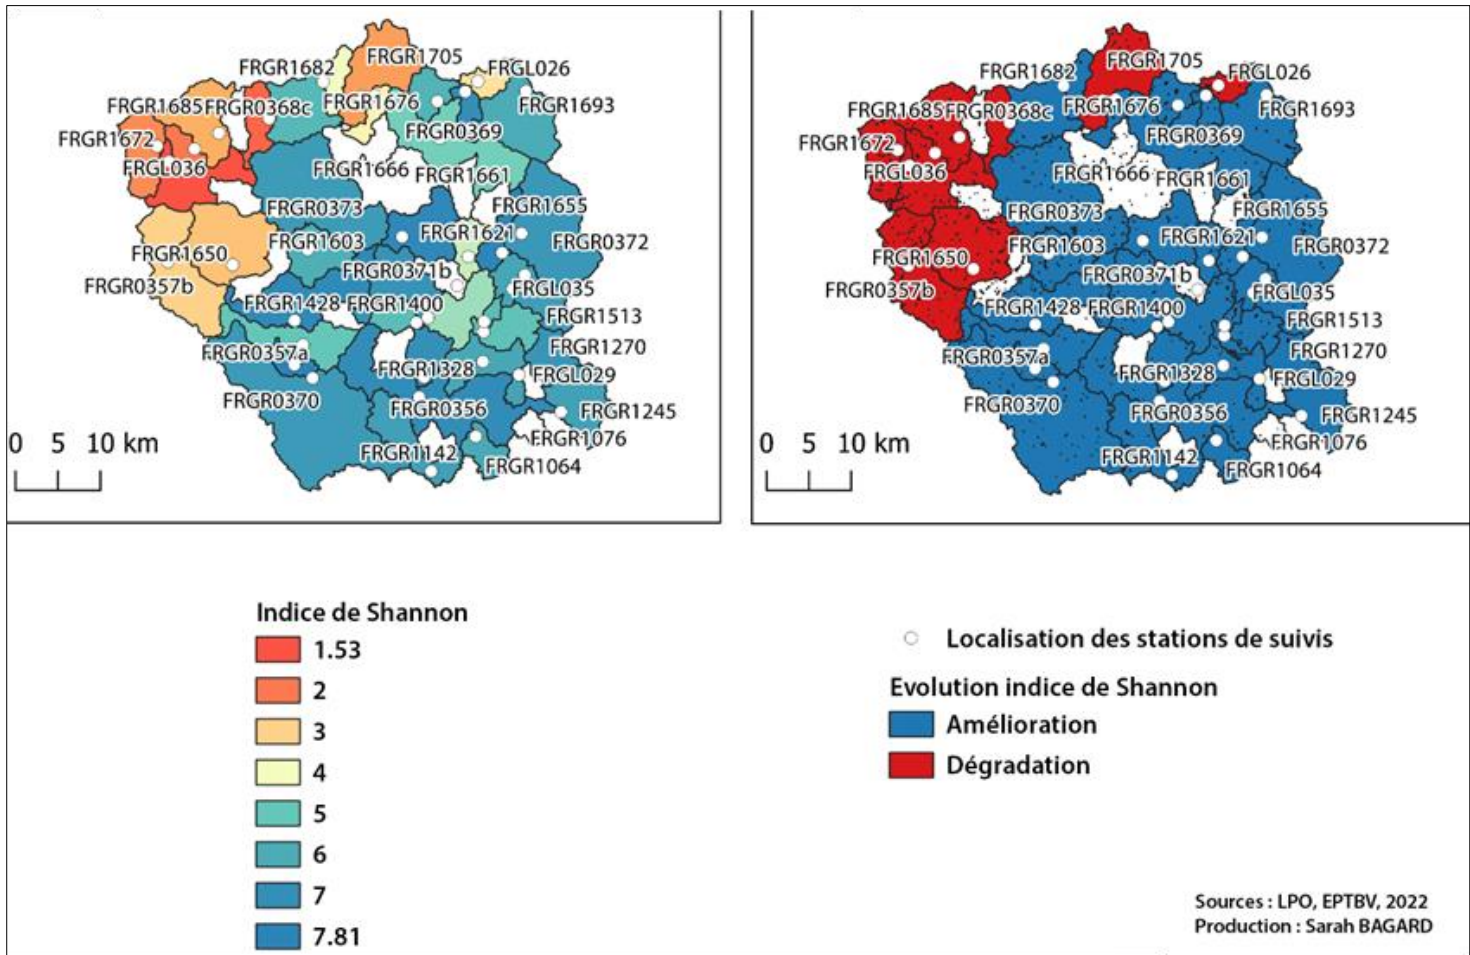 FRGR1705
FRGR1682
FRGL026
FRGR1685
FRGR0368c
FRGR1676
FRGR1693
FRGR1672
FRGR0369
FRGL036
FRGR1666
FRGR1661
FRGR0373
FRGR1655
FRGR1650
FRGR1603
FRGR1621
FRGR0372
FRGR0357b
FRGR0371b
FRGL035
FRGR1428
FRGR1400
FRGR1513
FRGR0357a
FRGR1328
FRGR1270
FRGL029
FRGR0370
FRGR0356
FRGR1245
FRGR1142
FRGR1076
FRGR1064
0 5 10 km
FRGR1705
FRGR1682
FRGL026
FRGR1685
FRGR0368c
FRGR1676
FRGR1693
FRGR1672
FRGR0369
FRGL036
FRGR1666
FRGR1661
FRGR0373
FRGR1655
FRGR1650
FRGR1603
FRGR1621
FRGR0372
FRGR0357b
FRGR0371b
FRGL035
FRGR1428
FRGR1400
FRGR1513
FRGR0357a
FRGR1328
FRGR1270
FRGL029
FRGR0370
FRGR0356
FRGR1245
FRGR1142
FRGR1076
FRGR1064
0 5 10 km
Indice de Shannon
1.53
2
3
4
5
6
7
7.81
Localisation des stations de suivis
Evolution indice de Shannon
Amélioration
Dégradation
Sources : LPO, EPTBV, 2022
Production : Sarah BAGARD